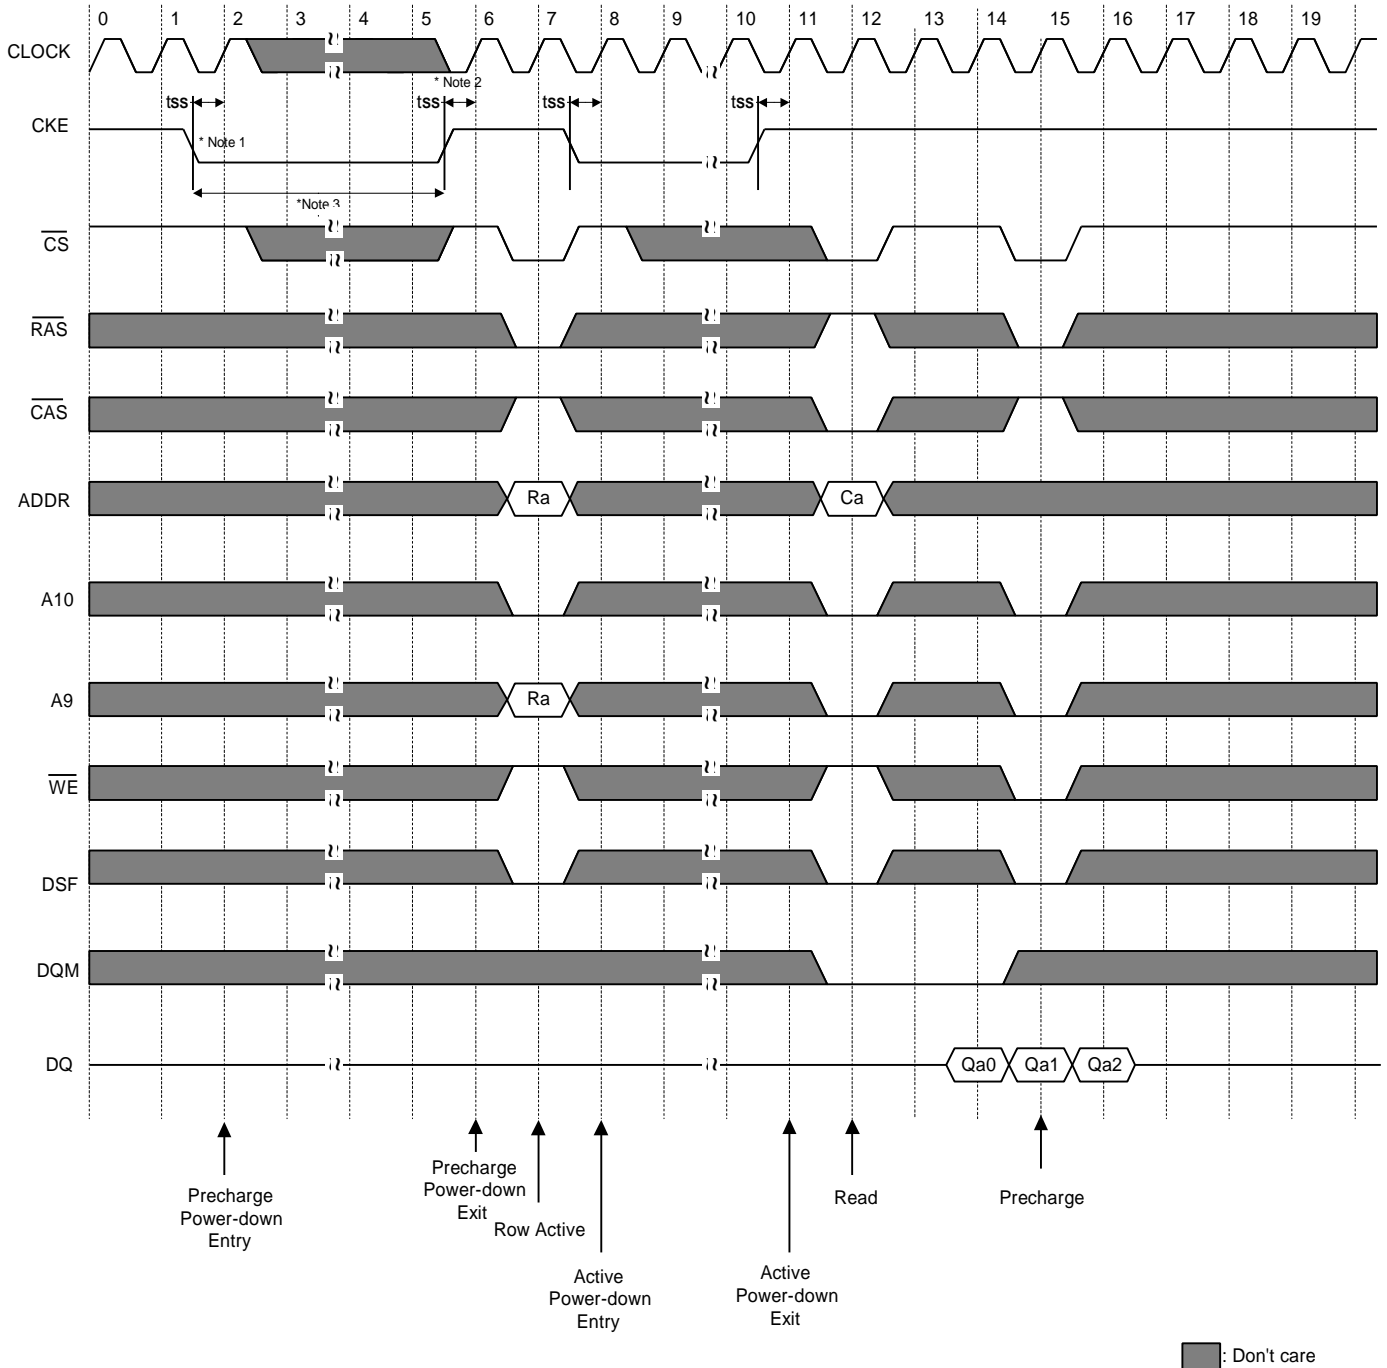 0 1 2 3 4 5 6 7 8 9 10 11 12 13 14 15 16 17 18 19
CLOCK
* Note 2
tss tss tss tss
CKE
* Note 1
*Note 3
CS
RAS
CAS
ADDR Ra Ca
A10
A9 Ra
WE
DSF
DQM
DQ Qa0 Qa1 Qa2
Precharge
Power-down
Entry
Precharge
Power-down
Exit
Row Active
Active
Power-down
Entry
Active
Power-down
Exit
Read
Precharge
: Don't care